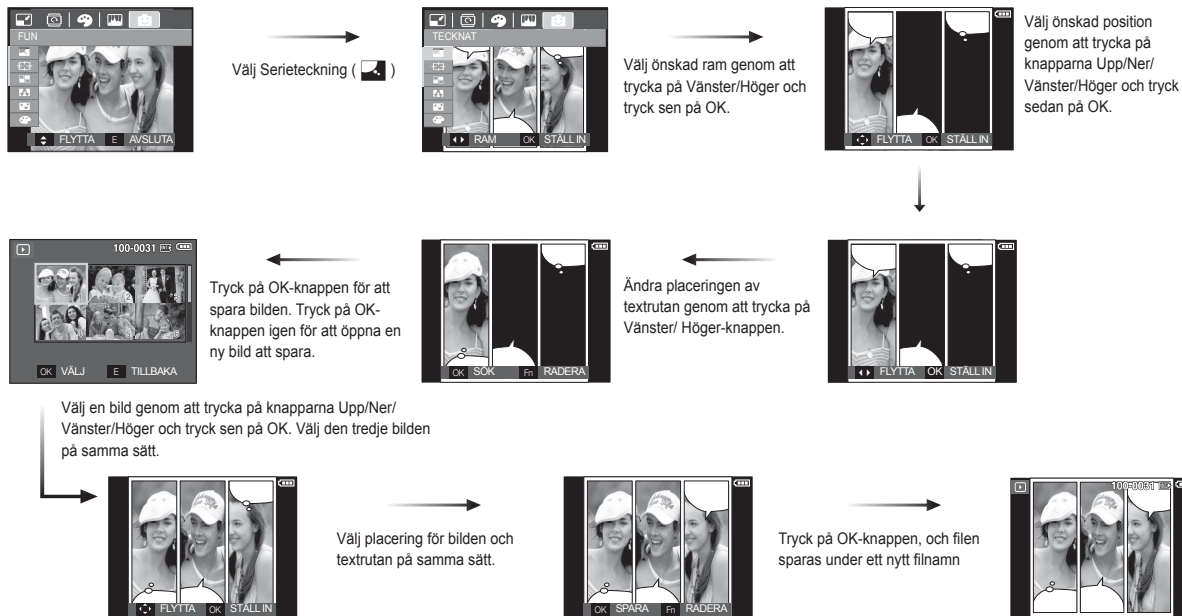 FUN
FLYTTA E AVSLUTA
Välj Serieteckning ( )
TECKNAT
RAM OK STÄLL IN
Välj önskad ram genom att
trycka på Vänster/Höger och
tryck sen på OK.
FLYTTA OK STÄLL IN
Välj önskad position
genom att trycka på
knapparna Upp/Ner/
Vänster/Höger och tryck
sedan på OK.
FLYTTA OK STÄLL IN
Ändra placeringen av
textrutan genom att trycka på
Vänster/ Höger-knappen.
OK SÖK Fn RADERA
Tryck på OK-knappen för att
spara bilden. Tryck på OK-
knappen igen för att öppna en
ny bild att spara.
100-0031
OK VÄLJ E TILLBAKA
Välj en bild genom att trycka på knapparna Upp/Ner/
Vänster/Höger och tryck sen på OK. Välj den tredje bilden
på samma sätt.
FLYTTA OK STÄLL IN
Välj placering för bilden och
textrutan på samma sätt.
OK SPARA Fn RADERA
Tryck på OK-knappen, och filen
sparas under ett nytt filnamn
100-0031